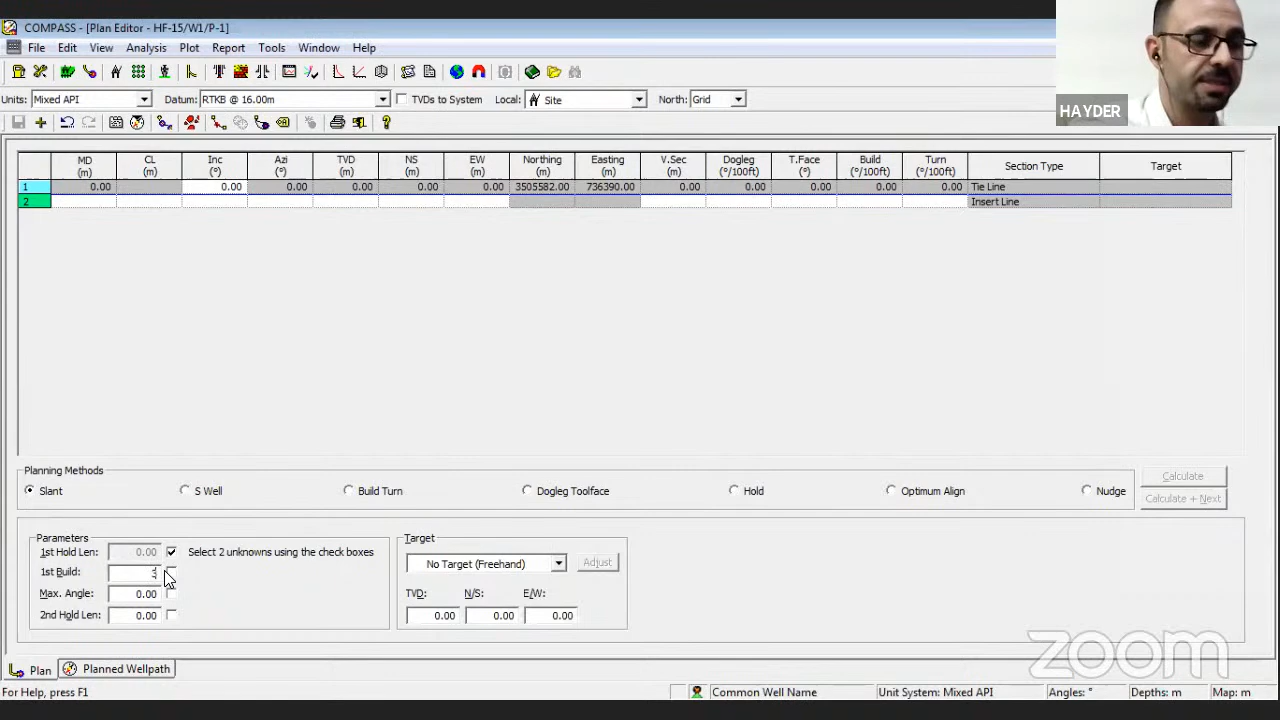 COMPASS - [Plan Editor - HF-15/W1/P-1]
File Edit View Analysis Plot Report Tools Window Help
Units: Mixed API Datum: RTKB @ 16.00m TVDs to System Local: Site North: Grid
HAYDER
MD (m) CL (m) Inc (°) Azi (°) TVD (m) NS (m) EW (m) Northing (m) Easting (m) V.Sec (m) Dogleg (°/100ft) T.Face (°) Build (°/100ft) Turn (°/100ft) Section Type Target
1 0.00 0.00 0.00 0.00 0.00 0.00 3505582.00 736390.00 0.00 0.00 0.00 0.00 0.00 Tie Line
2 Insert Line
Planning Methods
Slant S Well Build Turn Dogleg Toolface Hold Optimum Align Nudge
Calculate
Calculate + Next
Parameters
1st Hold Len: 0.00 Select 2 unknowns using the check boxes
1st Build:
Max. Angle: 0.00
2nd Hold Len: 0.00
Target
No Target (Freehand) Adjust
TVD: N/S: E/W:
0.00 0.00 0.00
zoom
Plan Planned Wellpath
For Help, press F1 Common Well Name Unit System: Mixed API Angles: ° Depths: m Map: m